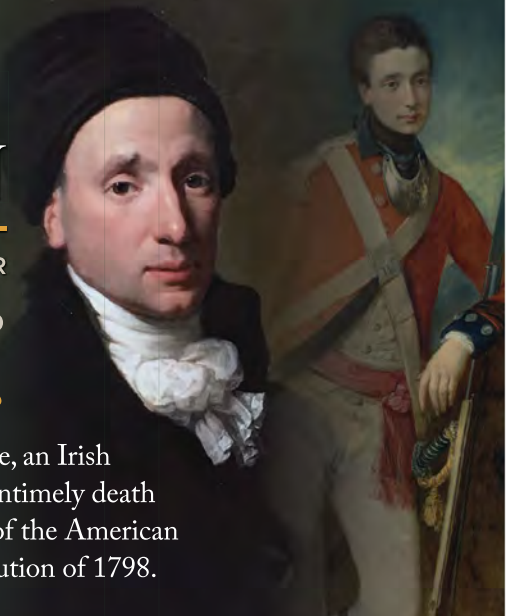 Y
R
O
e, an Irish
ntimely death
of the American
ution of 1798.